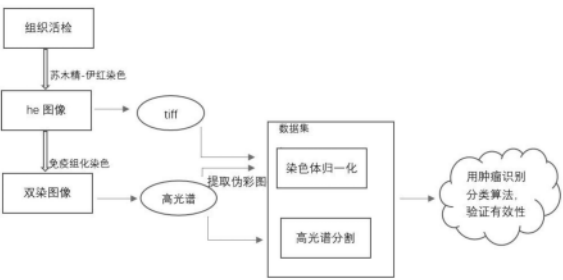 组织活检
苏木精-伊红染色
he 图像
tiff
数据集
免疫组化染色
染色体归一化
提取伪彩图
双染图像
高光谱
高光谱分割
用肿瘤识别
分类算法,
验证有效性